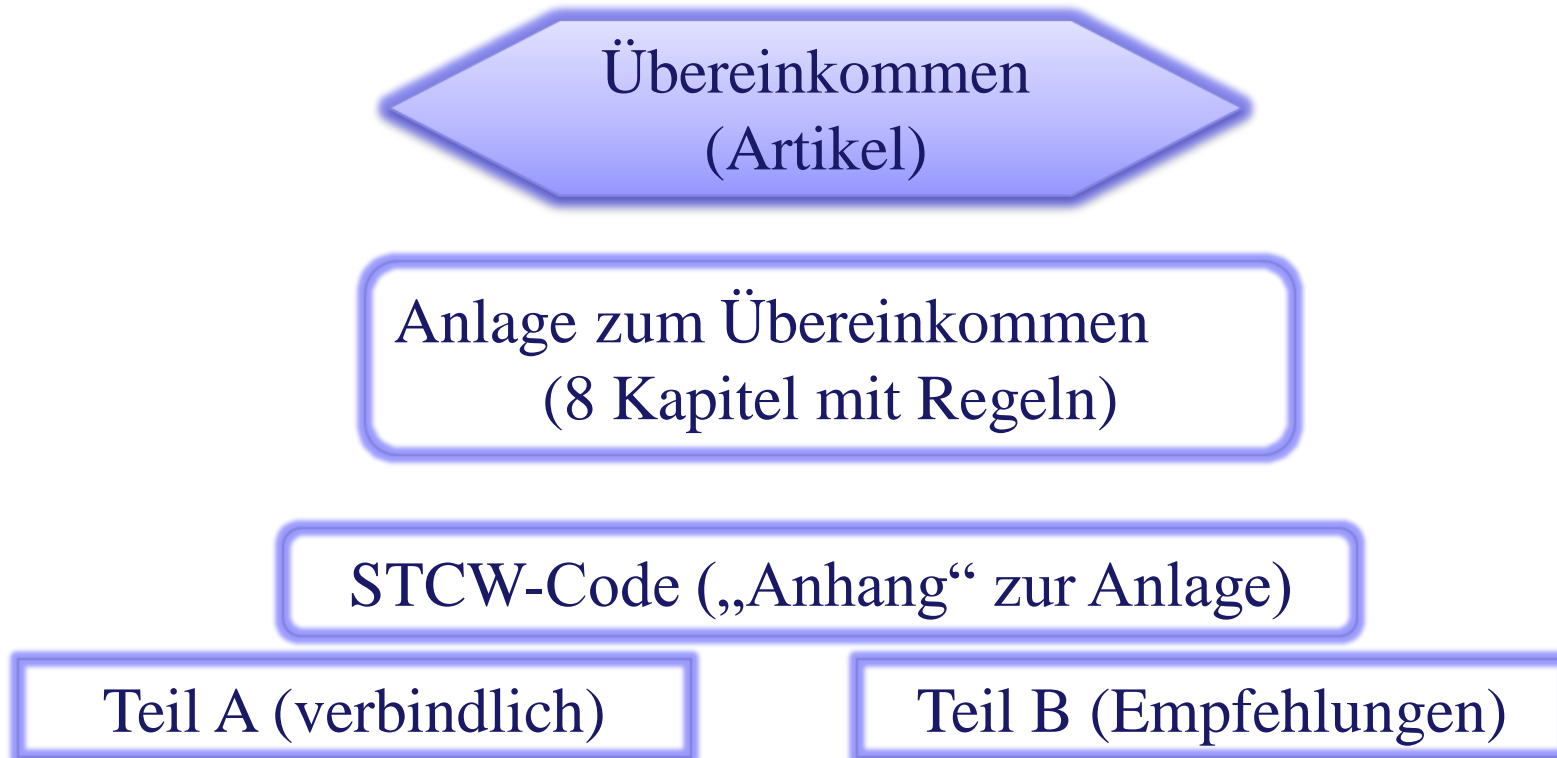 Übereinkommen
(Artikel)
Anlage zum Übereinkommen
(8 Kapitel mit Regeln)
STCW-Code („Anhang“ zur Anlage)
Teil A (verbindlich)
Teil B (Empfehlungen)